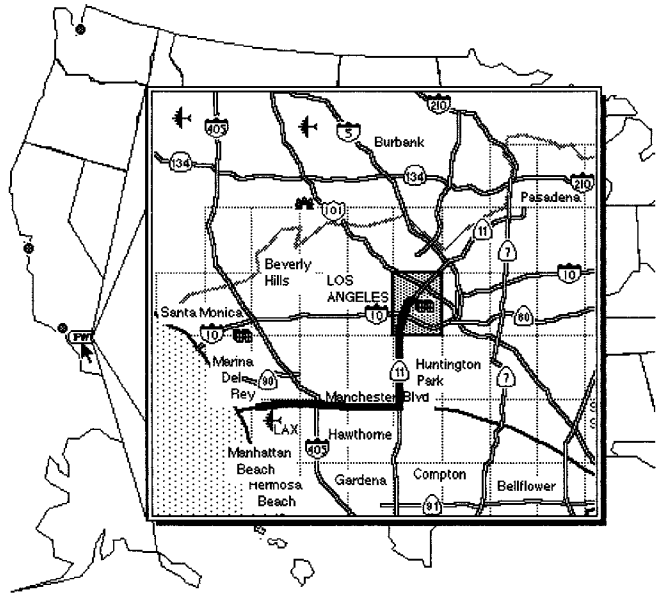 210
405
5
Burbank
134
134
210
Pasadena
101
11
7
Beverly
Hills
LOS
ANGELES
10
10
Santa Monica
10
60
Marina
Del
Rey
90
11
Huntington
Park
7
Manchester Blvd
LAX
Hawthorne
405
Manhattan
Beach
Hermosa
Beach
Gardena
Compton
Bellflower
91